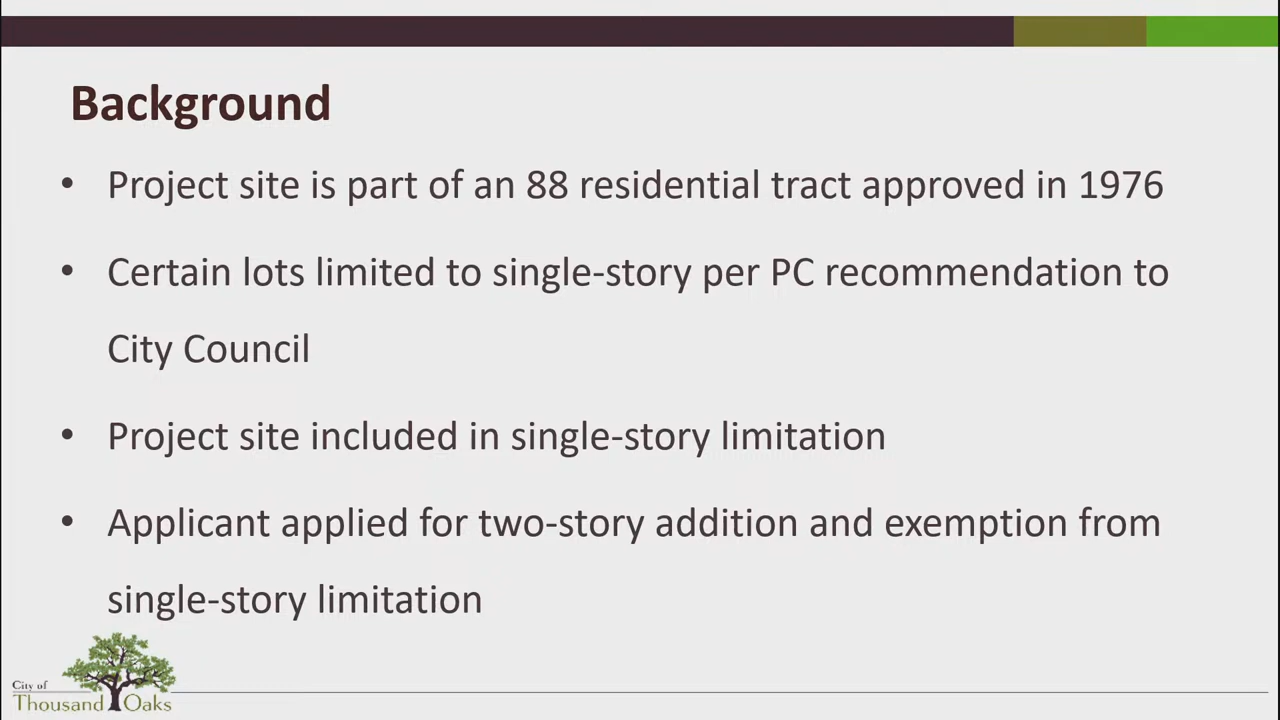 Background
• Project site is part of an 88 residential tract approved in 1976
• Certain lots limited to single-story per PC recommendation to
City Council
• Project site included in single-story limitation
• Applicant applied for two-story addition and exemption from
single-story limitation
City of
Thousand Oaks